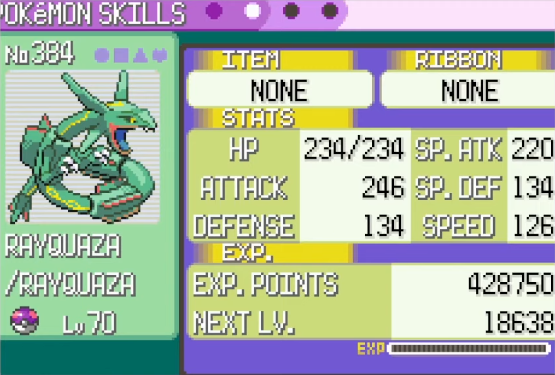 POKéMON SKILLS
No384
ITEM RIBBON
NONE NONE
STATS
HP 234/234 SP. ATK 220
ATTACK 246 SP. DEF 134
DEFENSE 134 SPEED 126
RAYQUAZA
/RAYQUAZA
Lv70
EXP.
EXP. POINTS 428750
NEXT LV. 18638
EXP